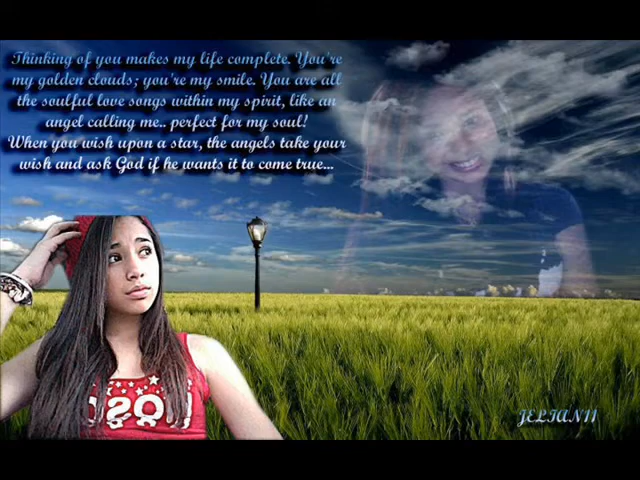 Thinking of you makes my life complete. You're
my golden clouds; you're my smile. You are all
the soulful love songs within my spirit, like an
angel calling me.. perfect for my soul!
When you wish upon a star, the angels take your
wish and ask God if he wants it to come true...
JELIAN11